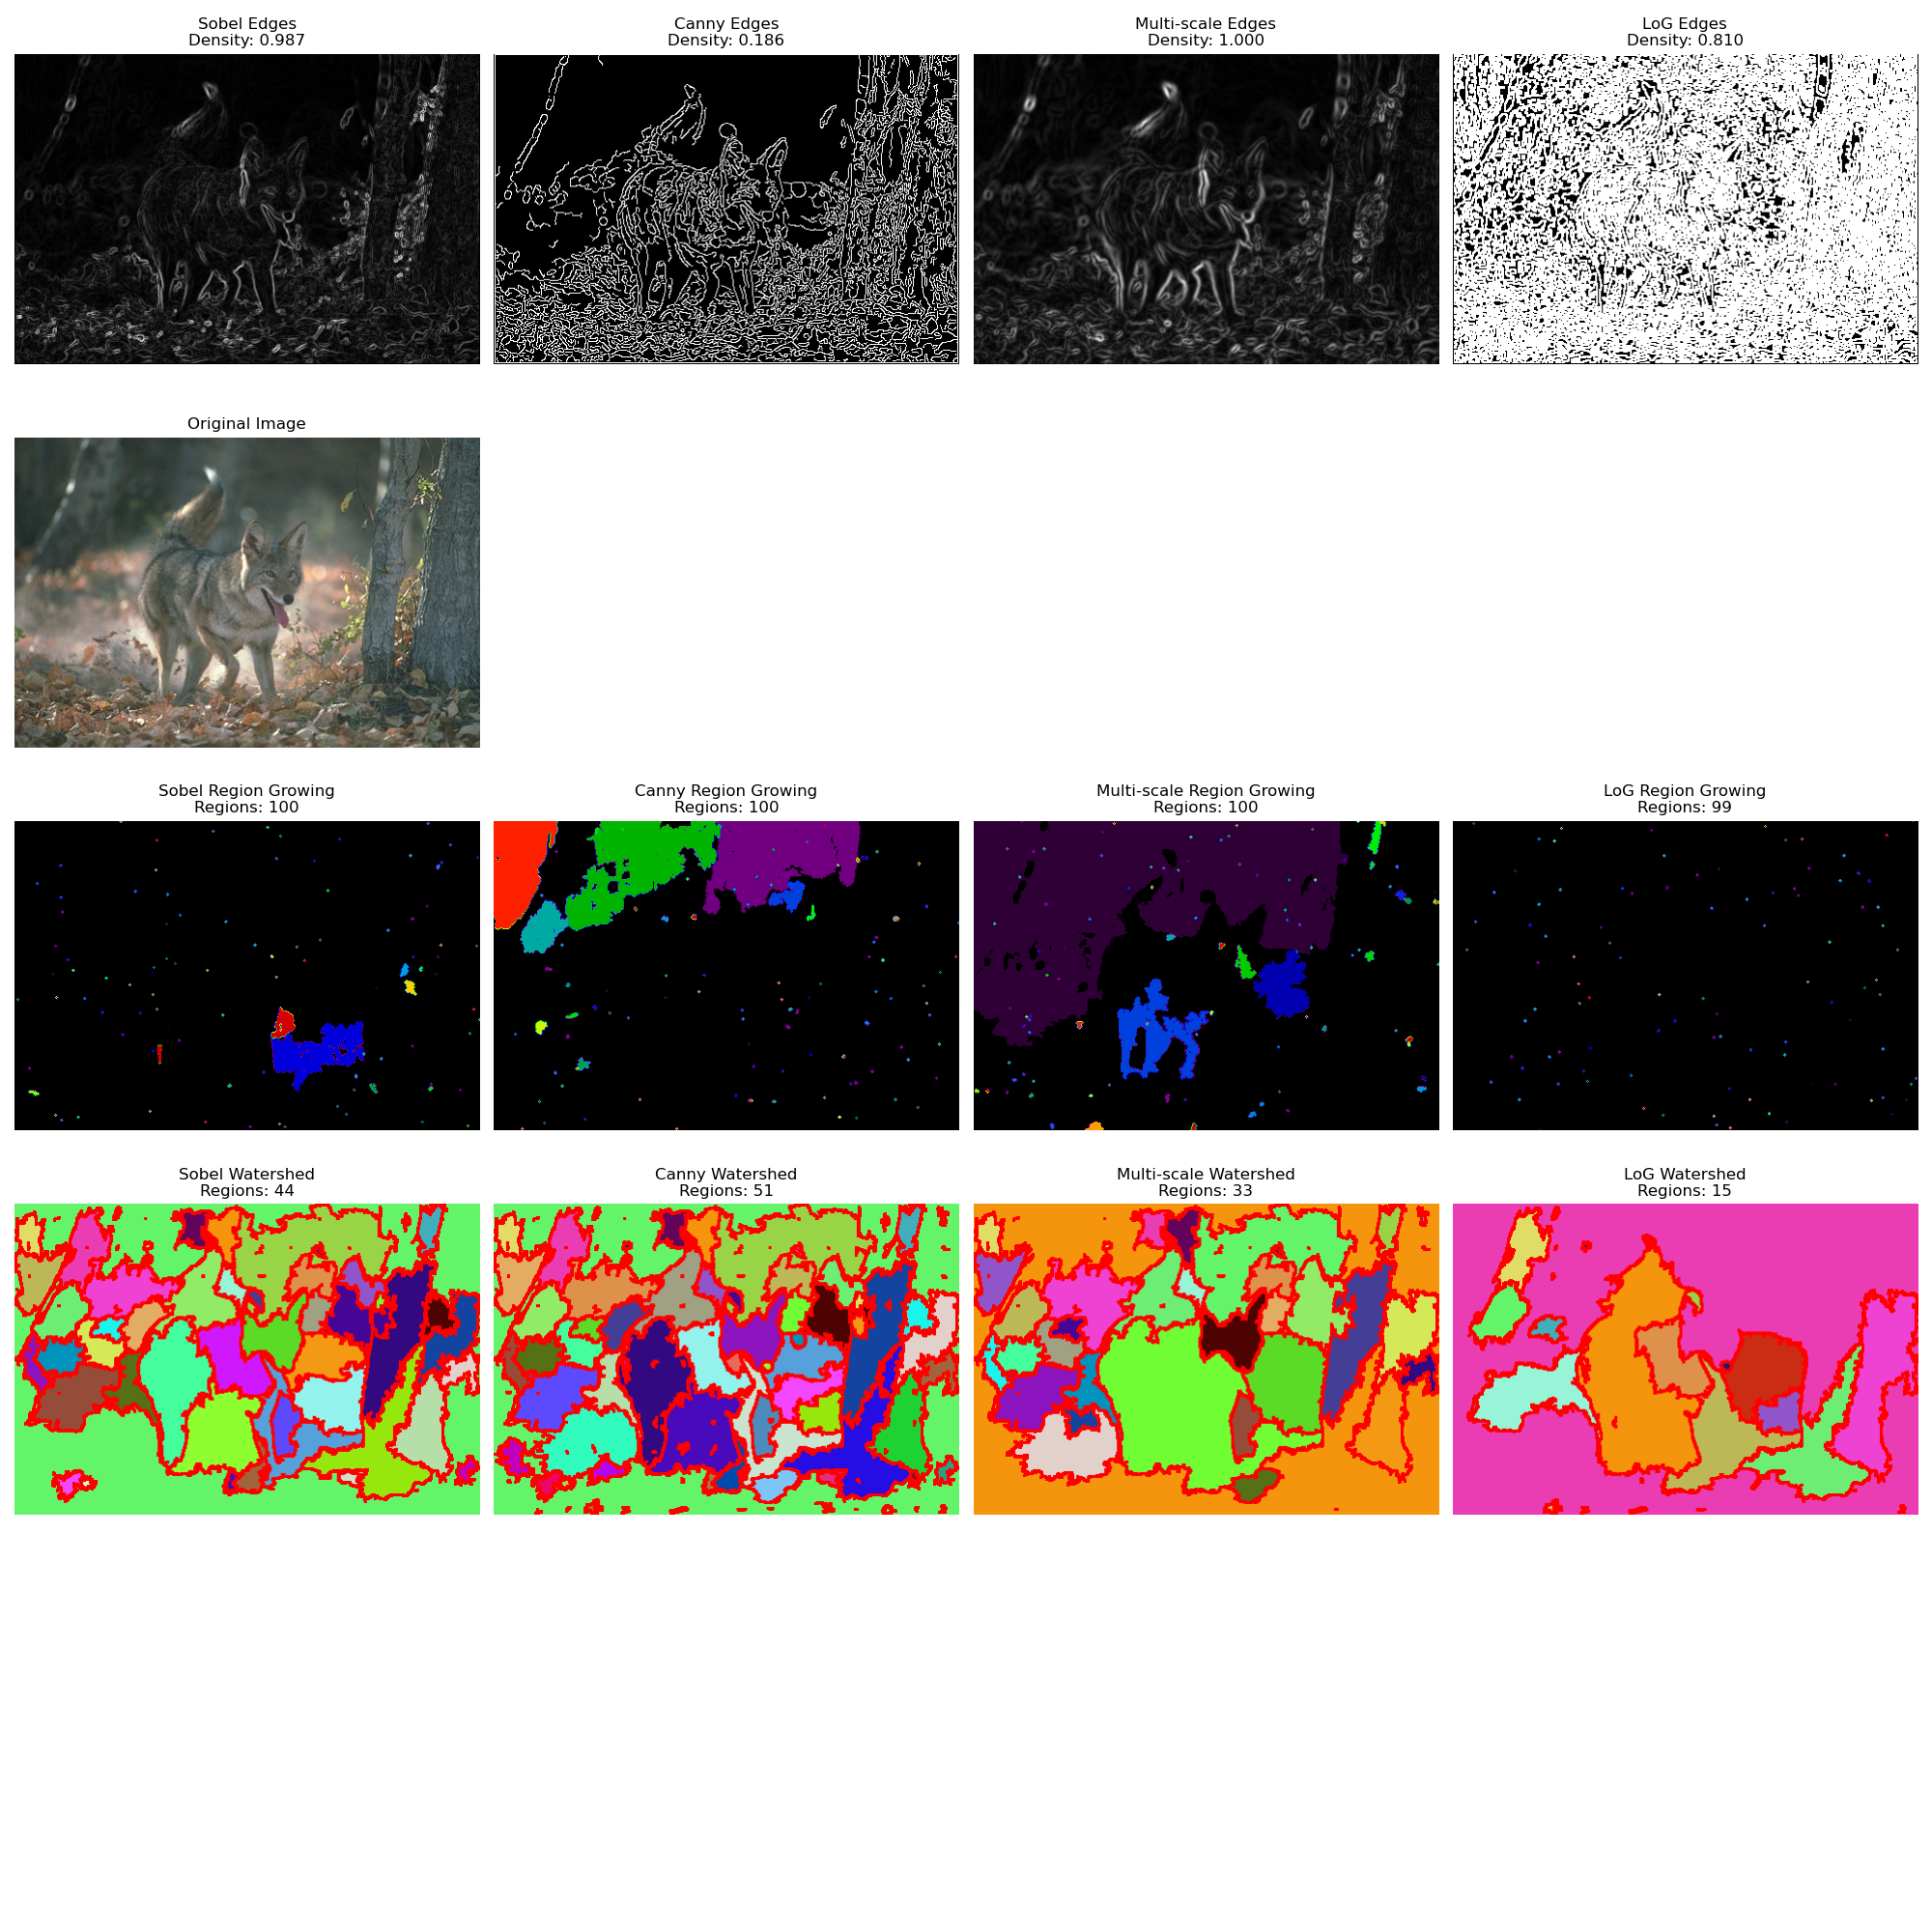 Sobel Edges
Density: 0.987
Canny Edges
Density: 0.186
Multi-scale Edges
Density: 1.000
LoG Edges
Density: 0.810
Original Image
Sobel Region Growing
Regions: 100
Canny Region Growing
Regions: 100
Multi-scale Region Growing
Regions: 100
LoG Region Growing
Regions: 99
Sobel Watershed
Regions: 44
Canny Watershed
Regions: 51
Multi-scale Watershed
Regions: 33
LoG Watershed
Regions: 15